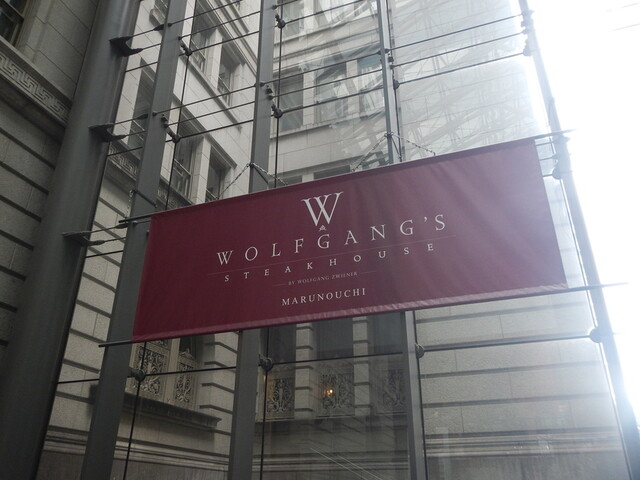 W
&
WOLFGANG'S
STEAKHOUSE
BY WOLFGANG ZWIENER
MARUNOUCHI